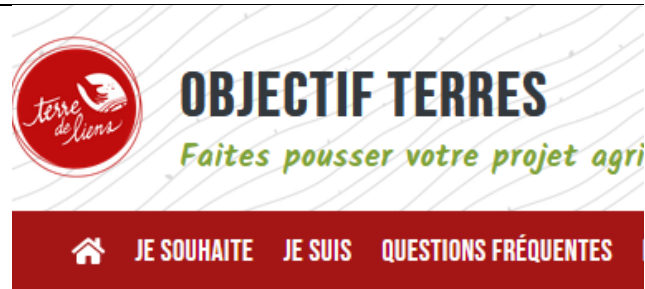 terre
de liens
OBJECTIF TERRES
Faites pousser votre projet agri
JE SOUHAITE JE SUIS QUESTIONS FRÉQUENTES